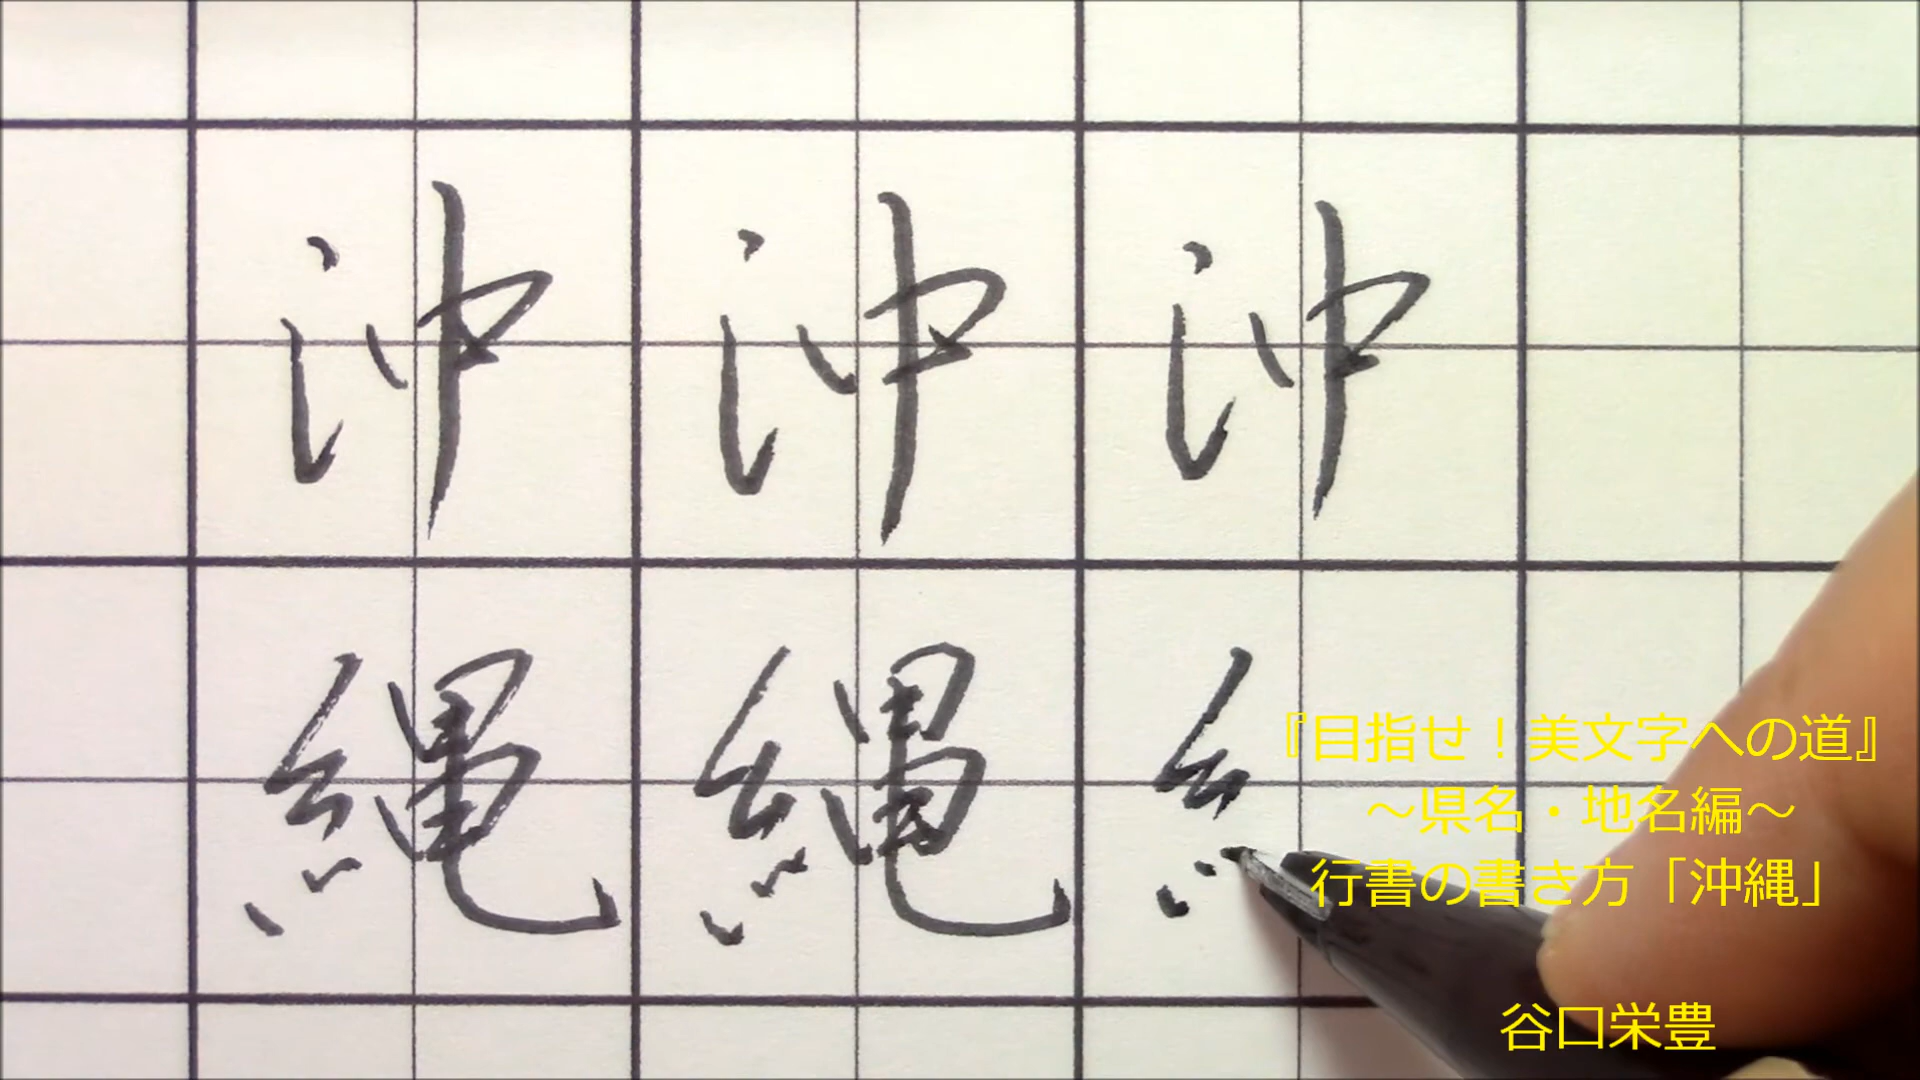 沖沖沖
縄縄糸
『目指せ！美文字への道』
～県名・地名編～
行書の書き方「沖縄」
谷口栄豊